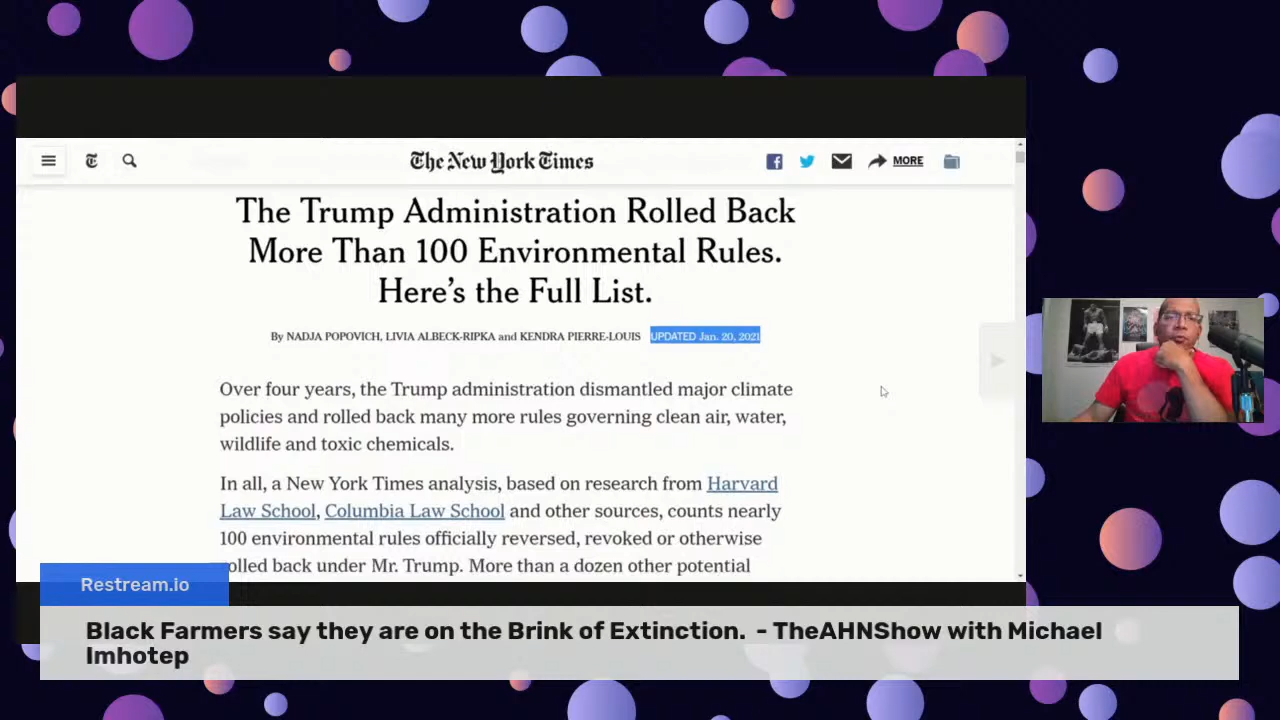 The New York Times
MORE
The Trump Administration Rolled Back
More Than 100 Environmental Rules.
Here's the Full List.
By NADJA POPOVICH, LIVIA ALBECK-RIPKA and KENDRA PIERRE-LOUIS UPDATED Jan. 20, 2021
Over four years, the Trump administration dismantled major climate
policies and rolled back many more rules governing clean air, water,
wildlife and toxic chemicals.
In all, a New York Times analysis, based on research from Harvard
Law School, Columbia Law School and other sources, counts nearly
100 environmental rules officially reversed, revoked or otherwise
rolled back under Mr. Trump. More than a dozen other potential
Restream.io
Black Farmers say they are on the Brink of Extinction. - TheAHNShow with Michael
Imhotep